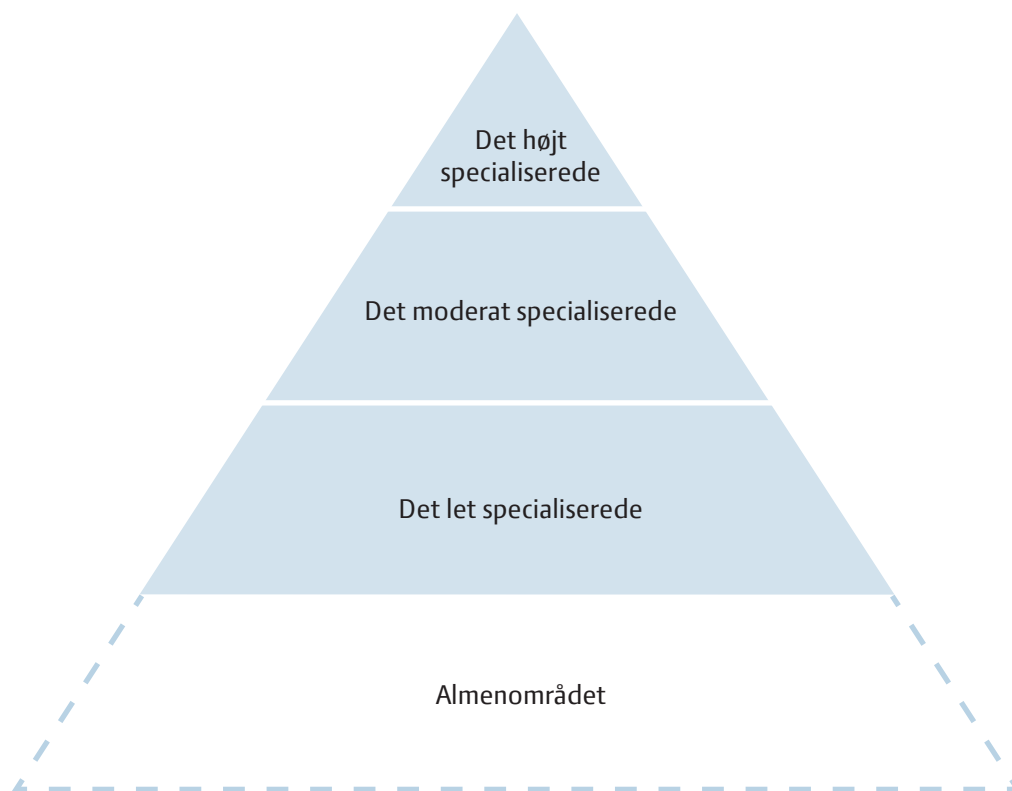 Det højt
specialiserede
Det moderat specialiserede
Det let specialiserede
Almenområdet